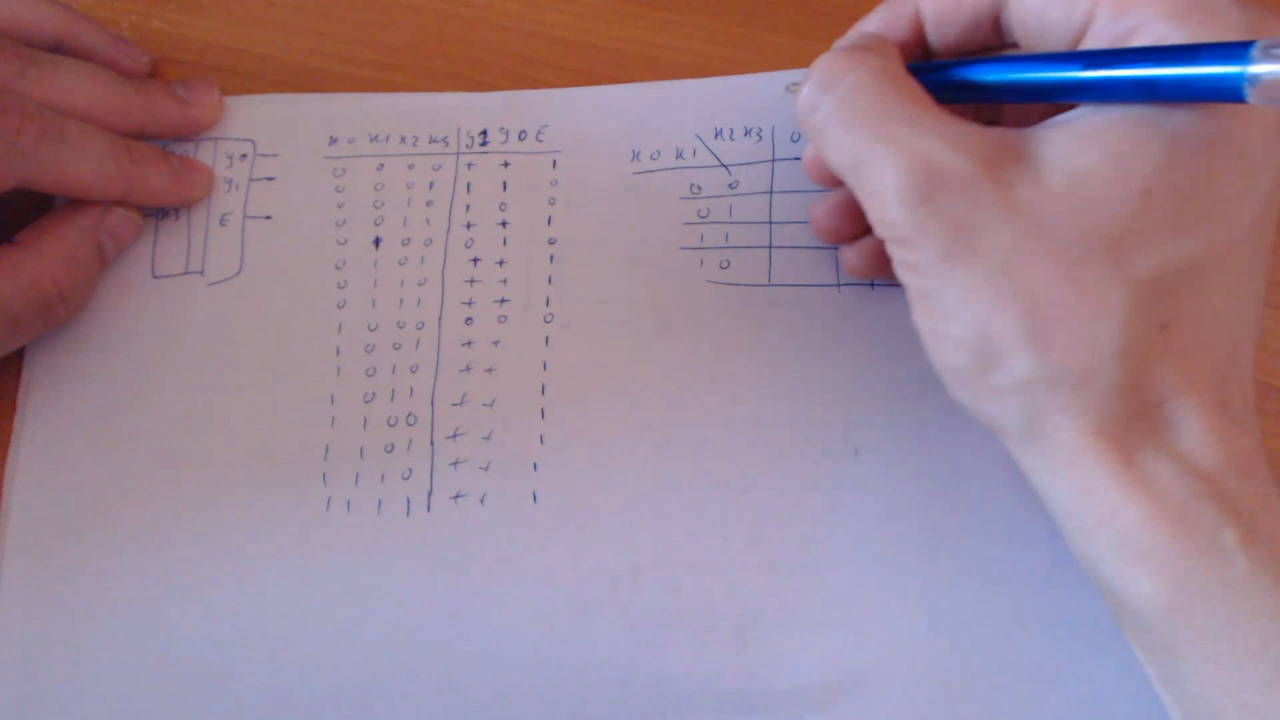 y0
y1
x3 E
x0 x1 x2 x3 y1 y0 E
0 0 0 0 + + 1
0 0 0 1 1 1 0
0 0 1 0 1 0 0
0 0 1 1 + + 1
0 1 0 0 0 1 0
0 1 0 1 + + 1
0 1 1 0 + + 1
0 1 1 1 + + 1
1 0 0 0 0 0 0
1 0 0 1 + + 1
1 0 1 0 + + 1
1 0 1 1 + + 1
1 1 0 0 + + 1
1 1 0 1 + + 1
1 1 1 0 + + 1
1 1 1 1 + + 1
x2 x3 0
x0 x1
0 0
0 1
1 1
1 0